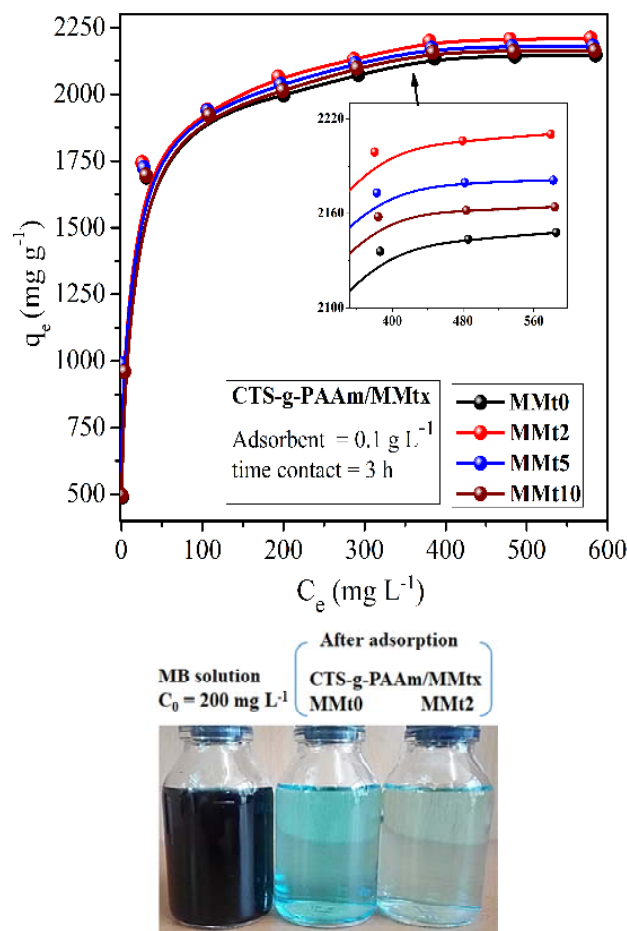 2250
2000
1750
1500
1250
1000
750
500
qe (mg g-1)
2220
2160
2100
400 480 560
CTS-g-PAAm/MMtx
Adsorbent = 0.1 g L-1
time contact = 3 h
MMt0
MMt2
MMt5
MMt10
0 100 200 300 400 500 600
Ce (mg L-1)
After adsorption
MB solution
C0 = 200 mg L-1
CTS-g-PAAm/MMtx
MMt0 MMt2